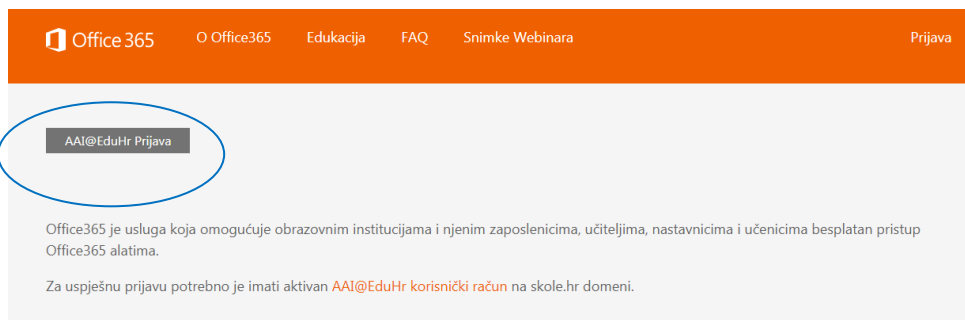 Office 365 O Office365 Edukacija FAQ Snimke Webinara Prijava
AAI@EduHr Prijava
Office365 je usluga koja omogućuje obrazovnim institucijama i njenim zaposlenicima, učiteljima, nastavnicima i učenicima besplatan pristup
Office365 alatima.
Za uspješnu prijavu potrebno je imati aktivan AAI@EduHr korisnički račun na skole.hr domeni.